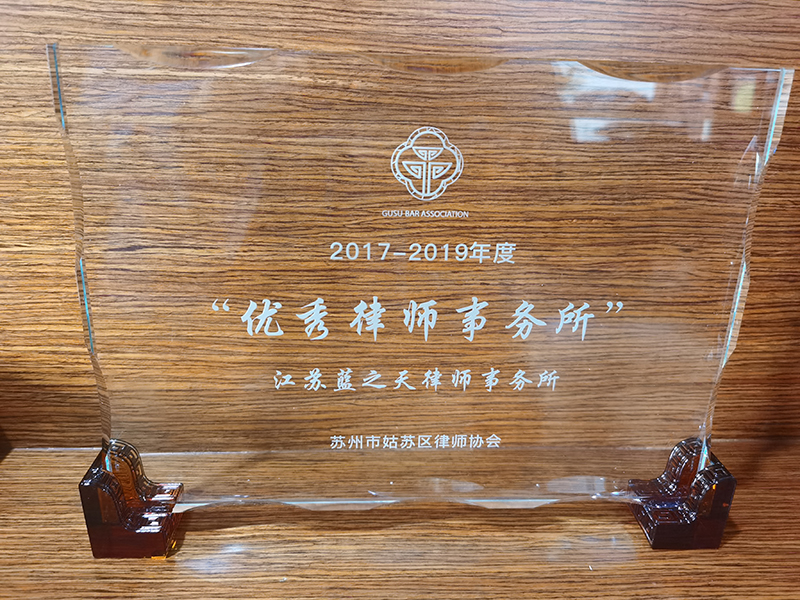 GUSU-BAR ASSOCIATION
2017-2019年度
“优秀律师事务所”
江苏蓝之天律师事务所
苏州市姑苏区律师协会